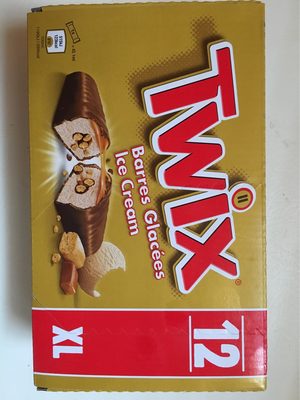 TWIX®
Barres Glacées
Ice Cream
12
XL